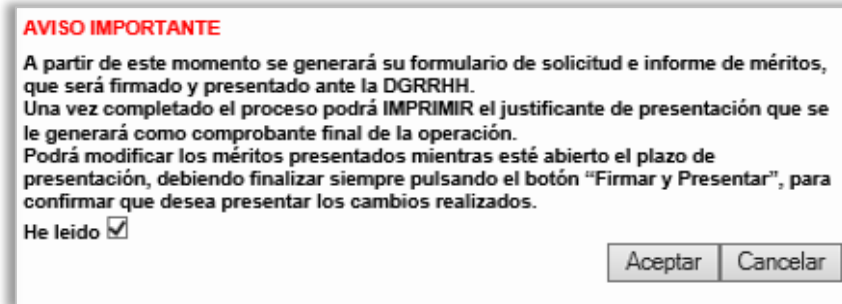 AVISO IMPORTANTE
A partir de este momento se generará su formulario de solicitud e informe de méritos,
que será firmado y presentado ante la DGRRHH.
Una vez completado el proceso podrá IMPRIMIR el justificante de presentación que se
le generará como comprobante final de la operación.
Podrá modificar los méritos presentados mientras esté abierto el plazo de
presentación, debiendo finalizar siempre pulsando el botón “Firmar y Presentar”, para
confirmar que desea presentar los cambios realizados.
He leido
Aceptar Cancelar